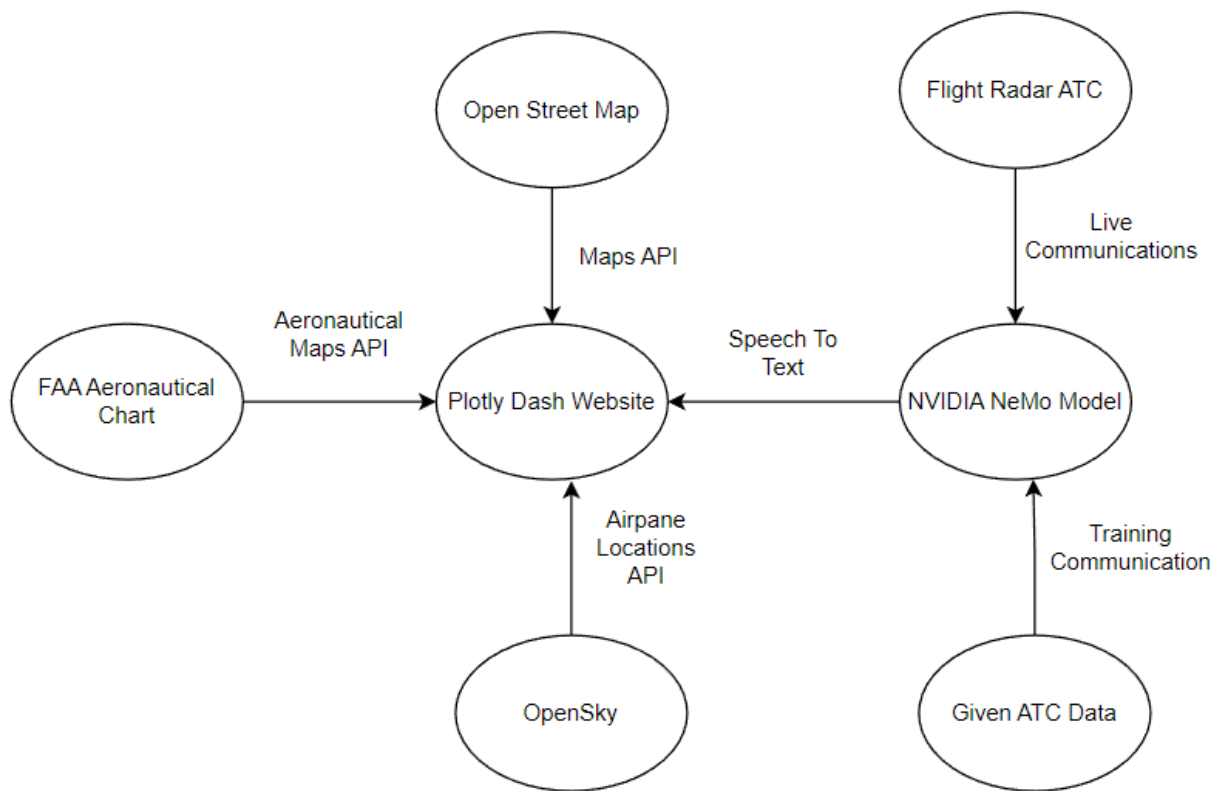 Open Street Map
Flight Radar ATC
Maps API
Live
Communications
Aeronautical
Maps API
Speech To
Text
FAA Aeronautical
Chart
Plotly Dash Website
NVIDIA NeMo Model
Airpane
Locations
API
Training
Communication
OpenSky
Given ATC Data